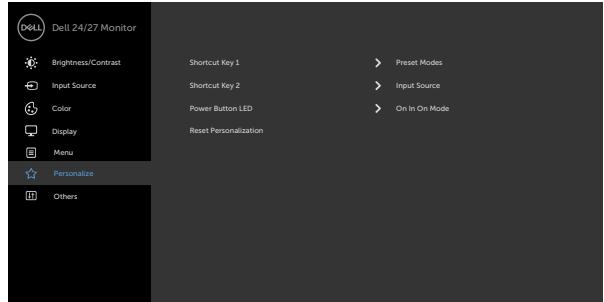 DELL Dell 24/27 Monitor
Brightness/Contrast Shortcut Key 1 Preset Modes
Input Source Shortcut Key 2 Input Source
Color Power Button LED On In On Mode
Display Reset Personalization
Menu
Personalize
Others